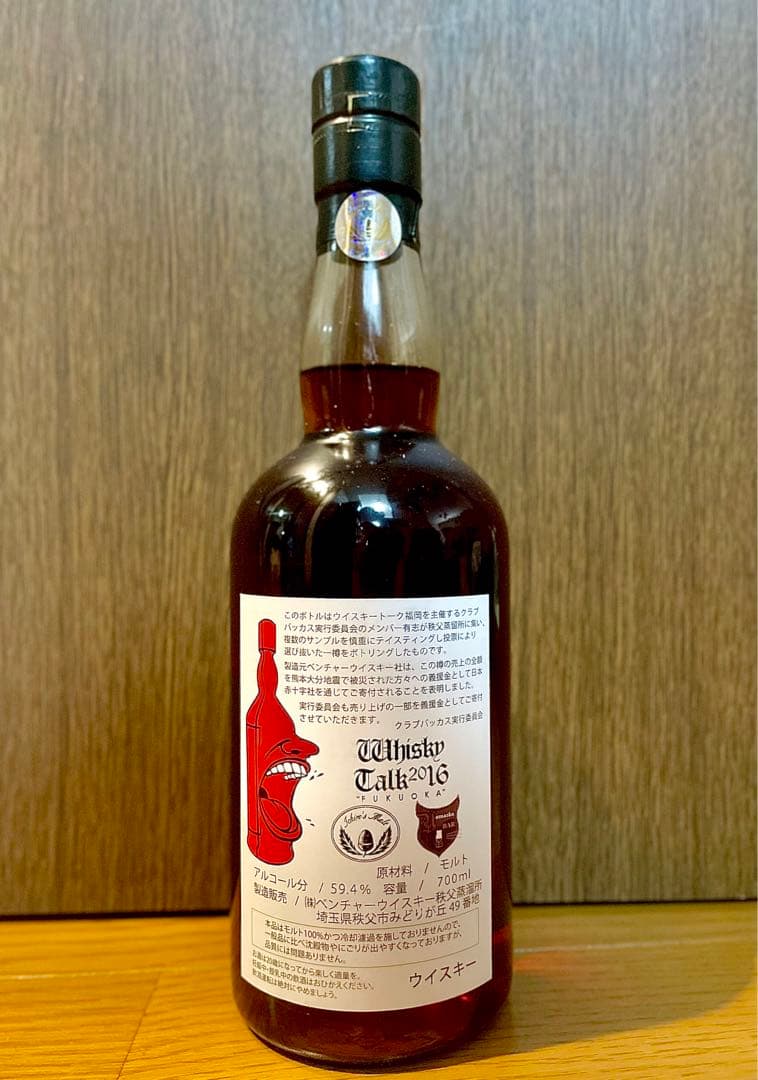 このボトルはウイスキートーク福岡を主催するクラブ
バッカス実行委員会のメンバー有志が秩父蒸留所に集い、
複数のサンプルを慎重にテイスティングし投票により
選び抜いた一樽をボトリングしたものです。
製造元ベンチャーウイスキー社は、この樽の売上の全額
を熊本大分地震で被災された方々への義援金として日本
赤十字社を通じてご寄付されることを表明しました。
実行委員会も売り上げの一部を義援金としてご寄付
させていただきます。 クラブバッカス実行委員会
Whisky
Talk 2016
"FUKUOKA"
Ichiro's Malt
BAR
原材料 / モルト
アルコール分 / 59.4% 容量 / 700ml
製造販売 / ㈱ベンチャーウイスキー秩父蒸溜所
埼玉県秩父市みどりが丘49番地
本品はモルト100%かつ冷却濾過を施しておりませんので、
一般品に比べ沈殿物やにごりが出やすくなっておりますが、
品質には問題ありません。
お酒は20歳になってから楽しく適量を。
妊娠中・授乳中の飲酒はおひかえください。
飲酒運転は絶対にやめましょう。
ウイスキー